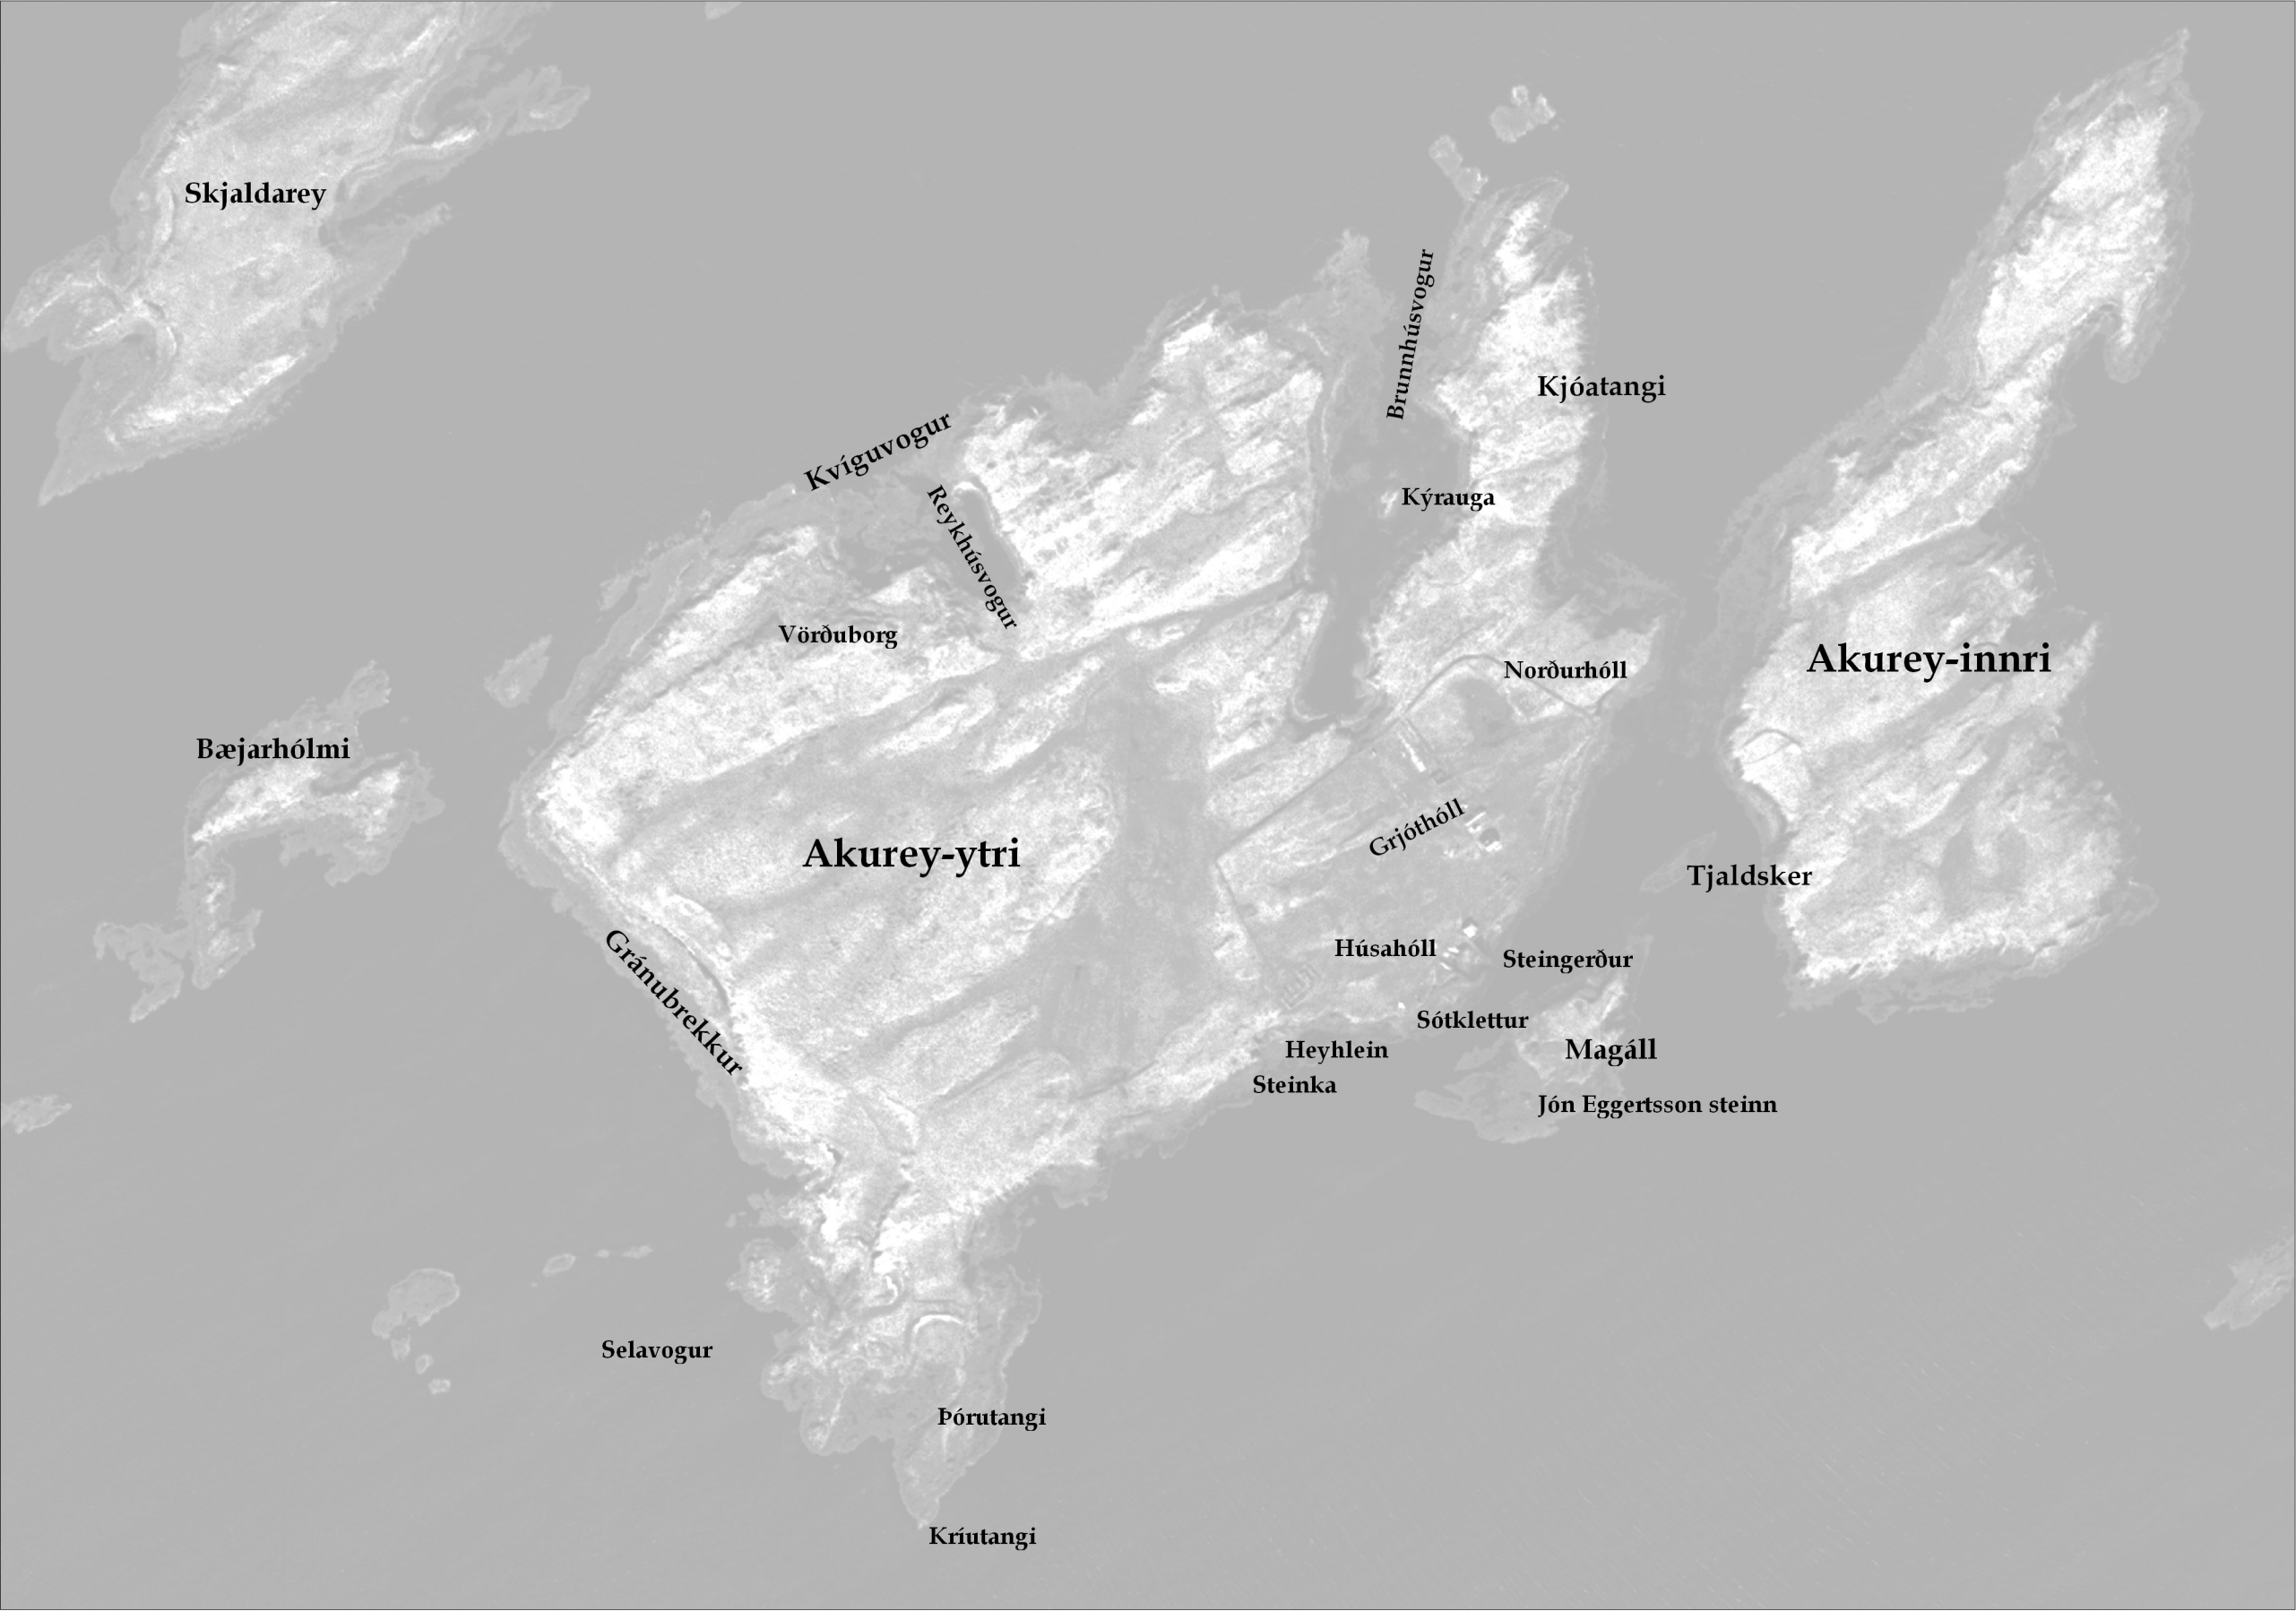 Skjaldarey
Brunnhúsvogur
Kjóatangi
Kvíguvogur
Kýrauga
Reykhúsvogur
Vörðuborg
Akurey-innri
Norðurhóll
Bæjarhólmi
Grjóthóll
Akurey-ytri
Tjaldsker
Húsahóll
Steingerður
Gránubrekkur
Sótklettur
Heyhlein
Magáll
Steinka
Jón Eggertsson steinn
Selavogur
Þórutangi
Kríutangi